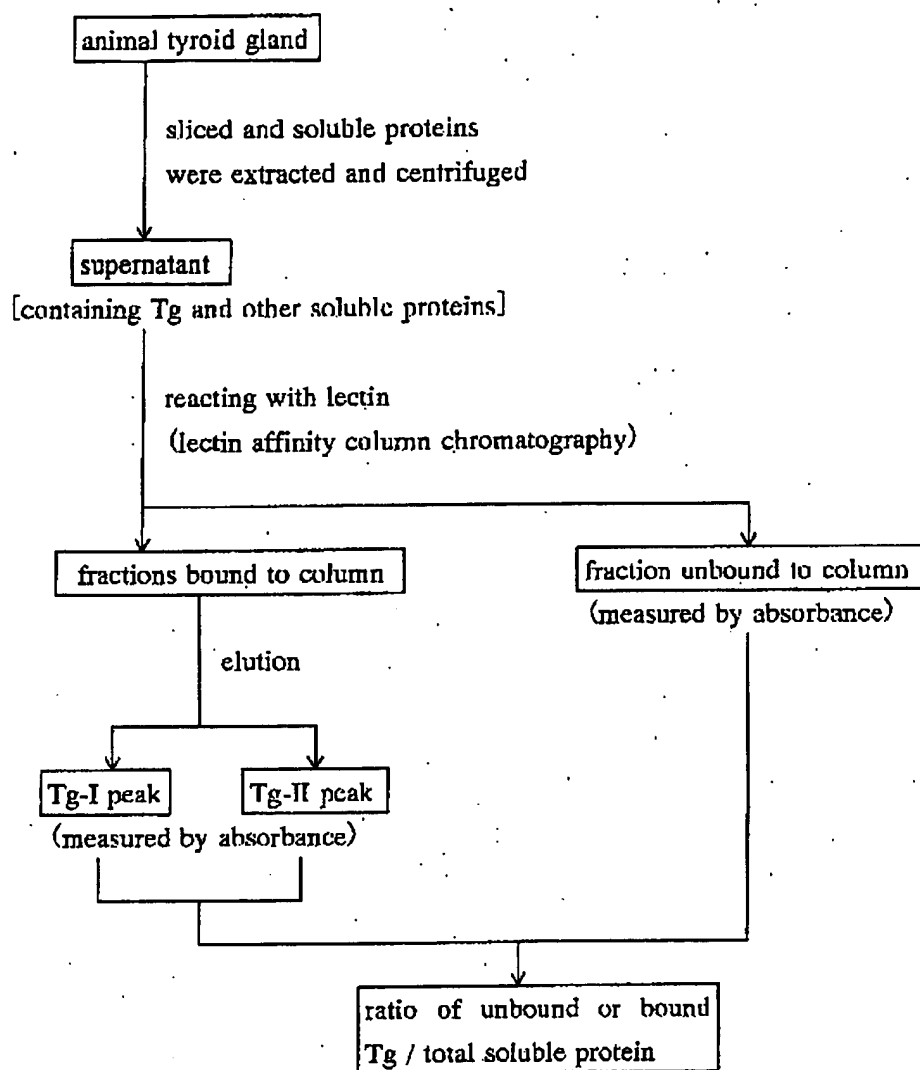 animal tyroid gland
sliced and soluble proteins
were extracted and centrifuged
supernatant
[containing Tg and other soluble proteins]
reacting with lectin
(lectin affinity column chromatography)
fractions bound to column
fraction unbound to column
(measured by absorbance)
elution
Tg-I peak
Tg-II peak
(measured by absorbance)
ratio of unbound or bound
Tg / total soluble protein